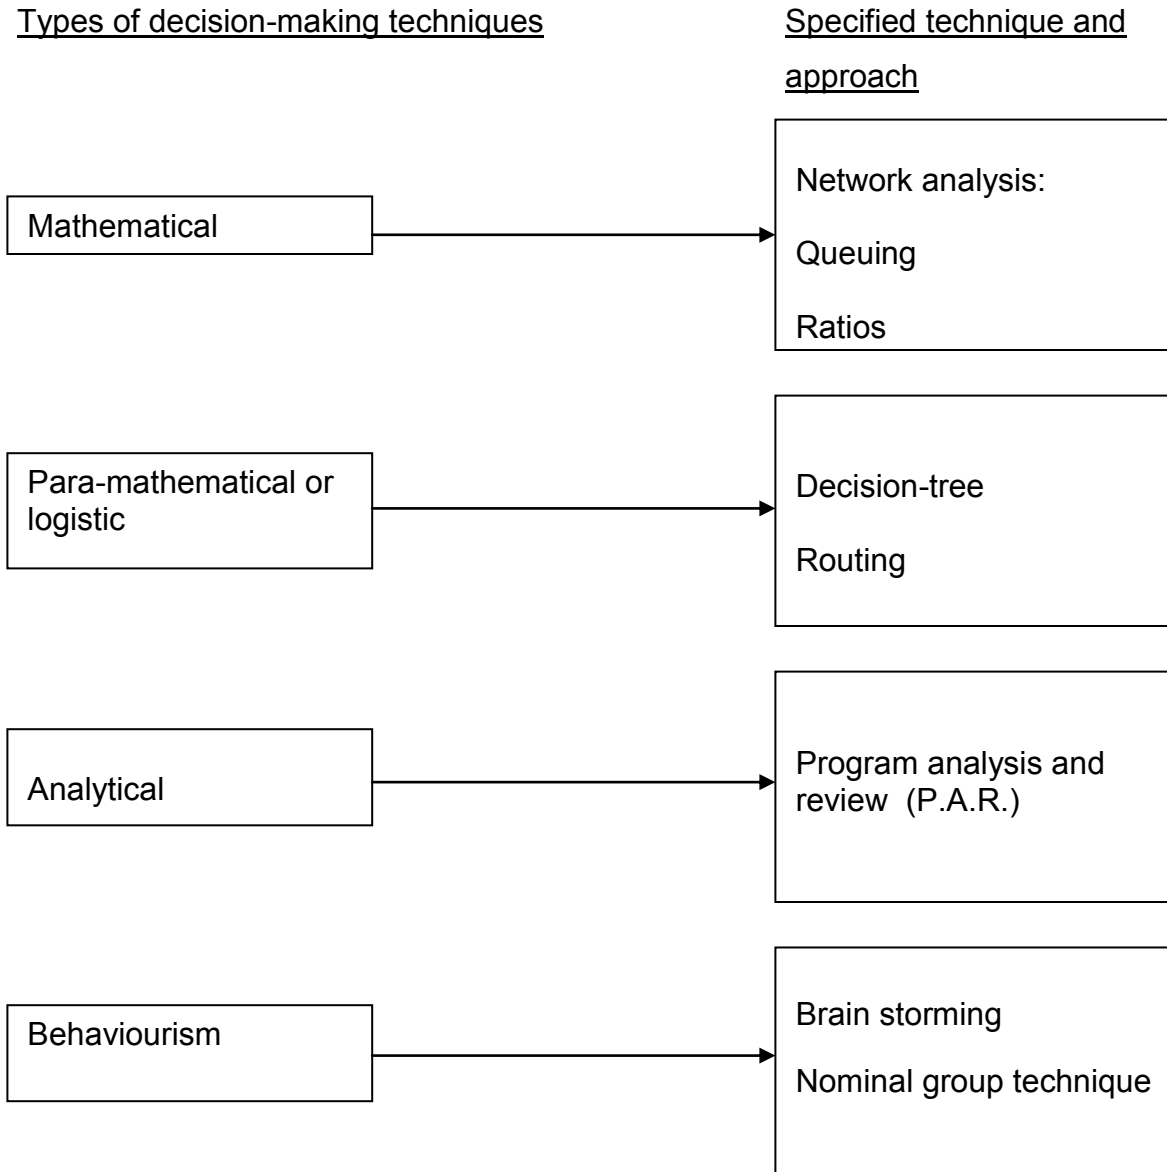 Types of decision-making techniques
Specified technique and
approach
Mathematical
Network analysis:
Queuing
Ratios
Para-mathematical or
logistic
Decision-tree
Routing
Analytical
Program analysis and
review  (P.A.R.)
Behaviourism
Brain storming
Nominal group technique